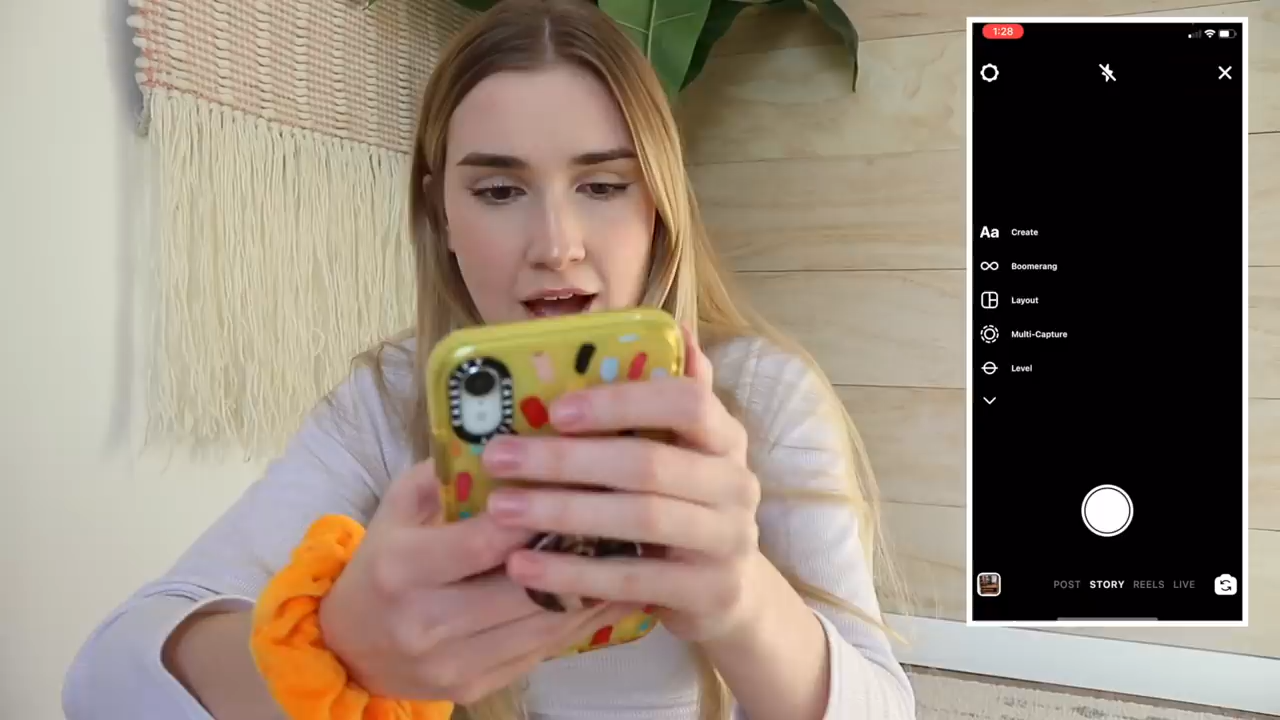 1:28
Aa Create
Boomerang
Layout
Multi-Capture
Level
POST STORY REELS LIVE